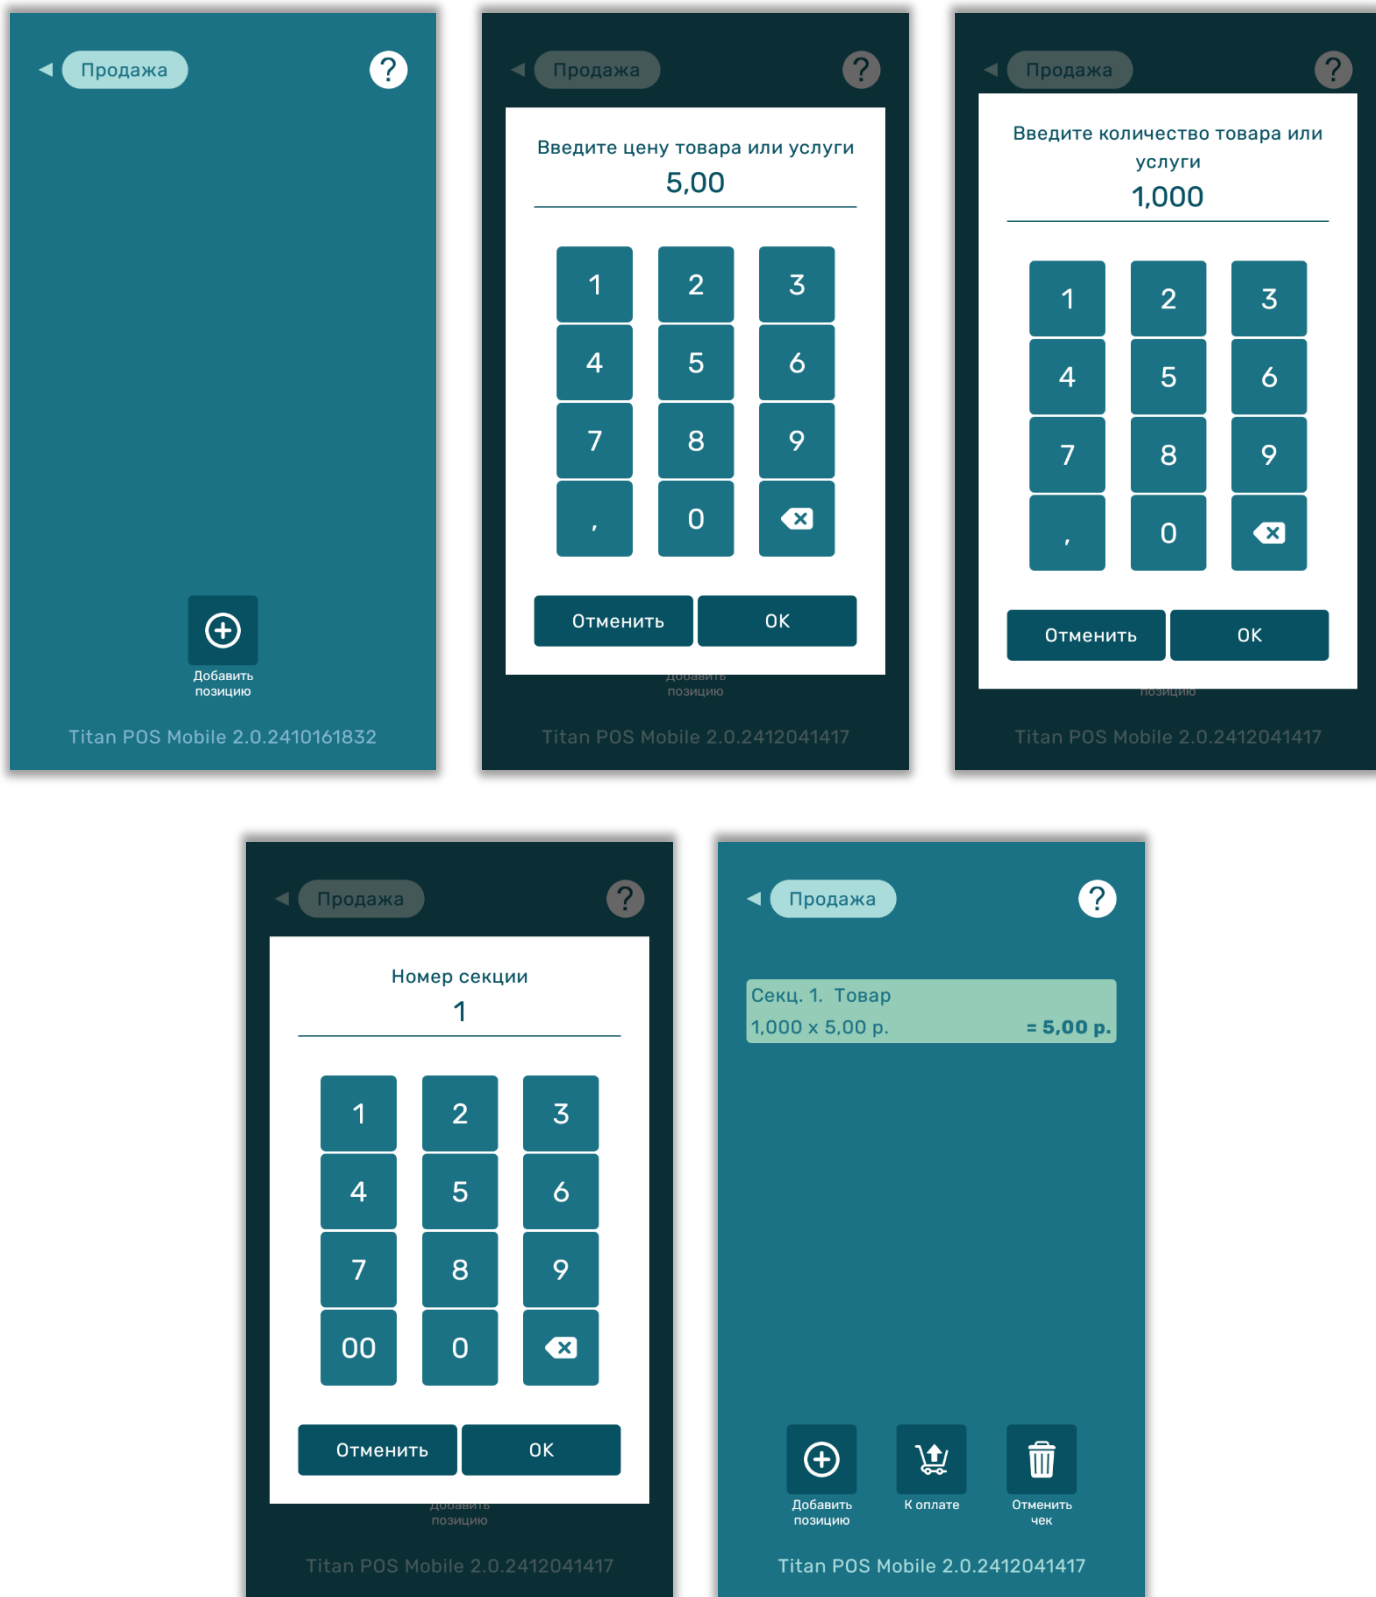 Продажа
?
Добавить
позицию
Titan POS Mobile 2.0.2410161832
Продажа
?
Введите цену товара или услуги
5,00
1 2 3
4 5 6
7 8 9
, 0
Отменить OK
Добавить
позицию
Titan POS Mobile 2.0.2412041417
Продажа
?
Введите количество товара или
услуги
1,000
1 2 3
4 5 6
7 8 9
, 0
Отменить OK
позицию
Titan POS Mobile 2.0.2412041417
Продажа
?
Номер секции
1
1 2 3
4 5 6
7 8 9
00 0
Отменить OK
Добавить
позицию
Titan POS Mobile 2.0.2412041417
Продажа
?
Секц. 1. Товар
1,000 x 5,00 р. = 5,00 р.
Добавить
позицию
К оплате
Отменить
чек
Titan POS Mobile 2.0.2412041417